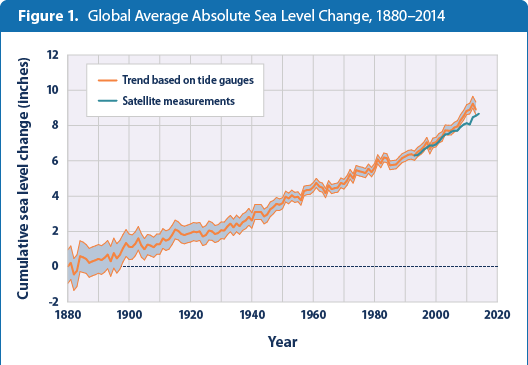 Figure 1. Global Average Absolute Sea Level Change, 1880–2014
Cumulative sea level change (inches)
12
10
8
6
4
2
0
-2
Trend based on tide gauges
Satellite measurements
1880 1900 1920 1940 1960 1980 2000 2020
Year